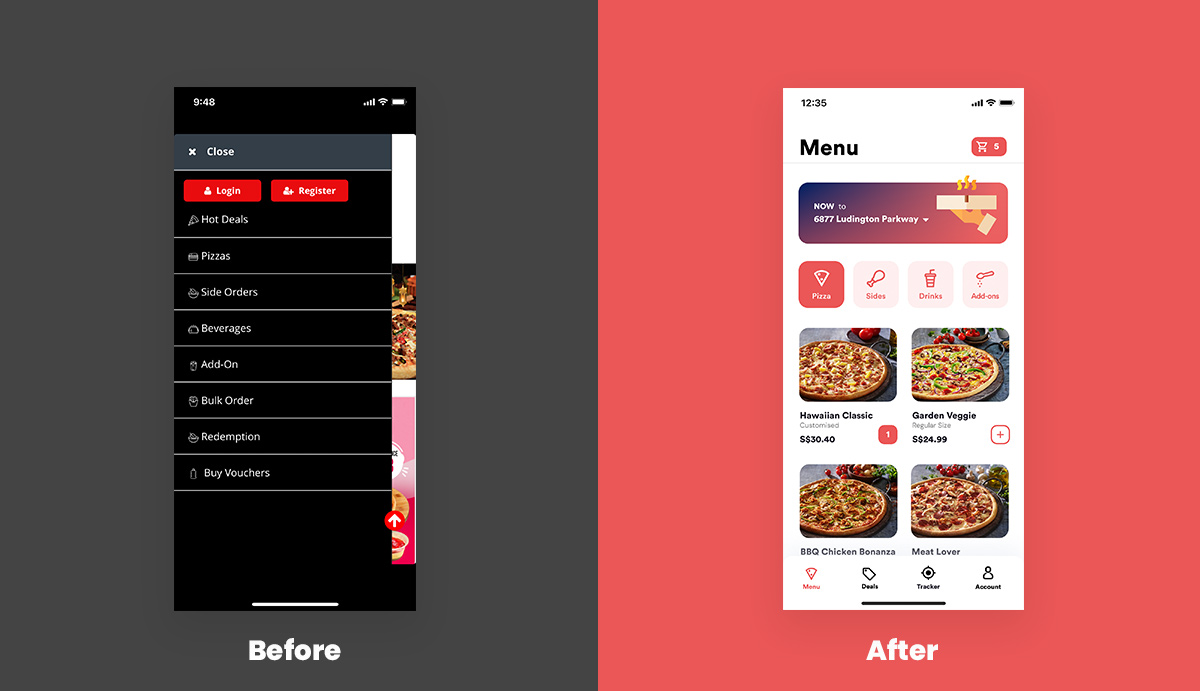 9:48
Close
Login
Register
Hot Deals
Pizzas
Side Orders
Beverages
Add-On
Bulk Order
Redemption
Buy Vouchers
Before
12:35
Menu
5
NOW to
6877 Ludington Parkway
Pizza
Sides
Drinks
Add-ons
Hawaiian Classic
Customised
S$30.40
1
Garden Veggie
Regular Size
S$24.99
BBQ Chicken Bonanza
Meat Lover
Menu
Deals
Tracker
Account
After